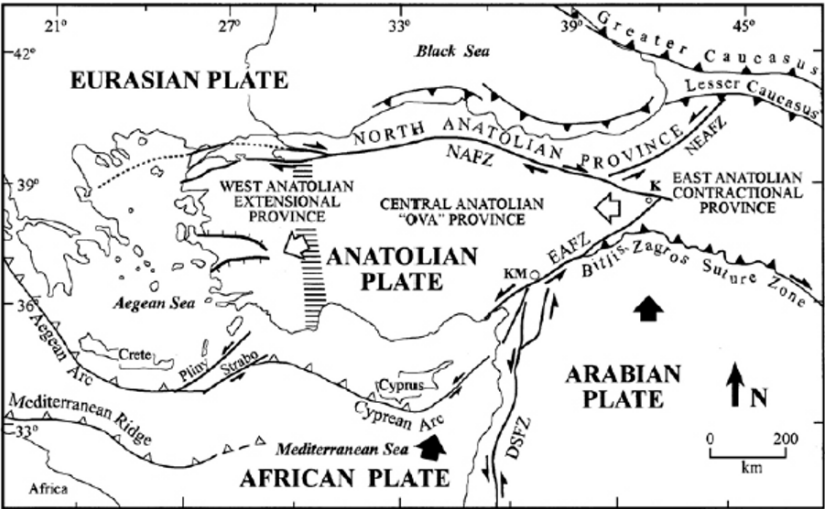 21° 27° 33° 39° 45°
42°
Black Sea
Greater Caucasus
Lesser Caucasus
EURASIAN PLATE
NORTH ANATOLIAN PROVINCE
NAFZ
NEAFZ
39°
WEST ANATOLIAN
EXTENSIONAL
PROVINCE
CENTRAL ANATOLIAN
"OVA" PROVINCE
K
EAST ANATOLIAN
CONTRACTIONAL
PROVINCE
ANATOLIAN
PLATE
EAFZ
KM
Bitjis-Zagros Suture Zone
36°
Aegean Sea
Aegean Arc
Crete
Pliny
Strabo
Cyprus
Cyprean Arc
ARABIAN
PLATE
N
DSFZ
Mediterranean Ridge
33°
Mediterranean Sea
AFRICAN PLATE
Africa
0 200
km